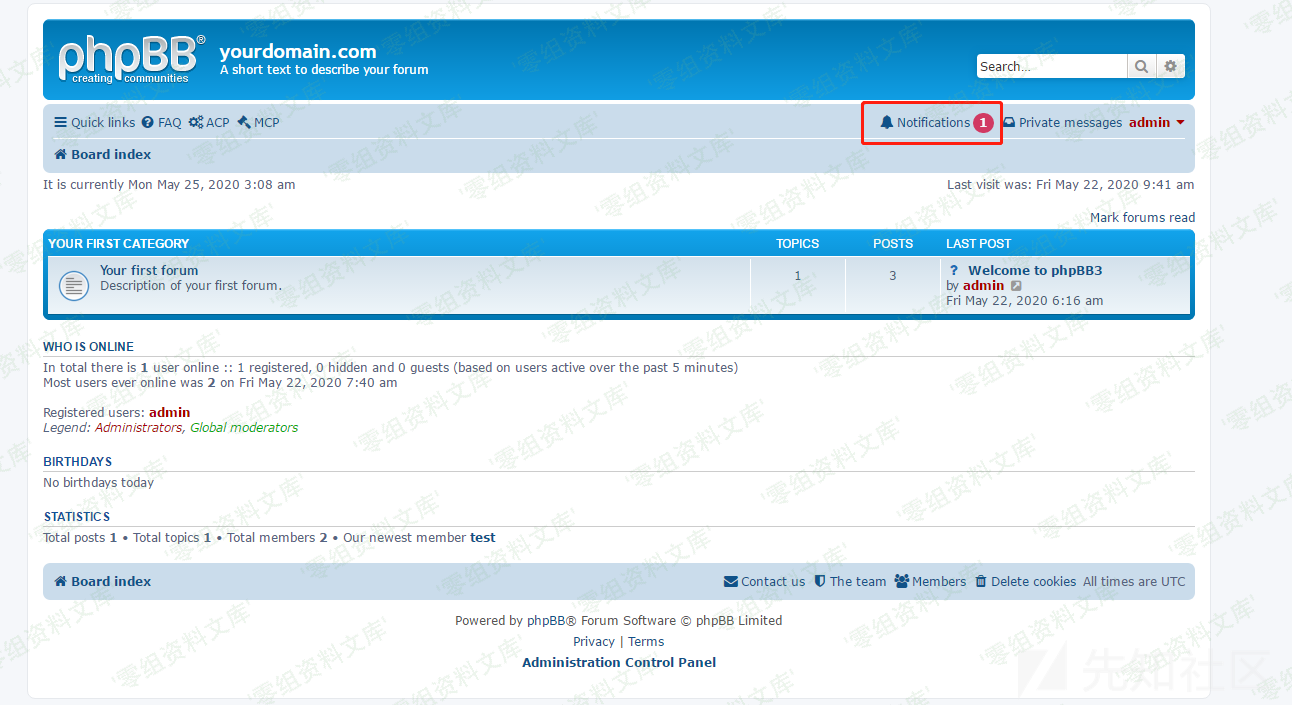 phpBB®
creating communities
yourdomain.com
A short text to describe your forum
Search…
Quick links FAQ ACP MCP
Notifications 1 Private messages admin
Board index
It is currently Mon May 25, 2020 3:08 am
Last visit was: Fri May 22, 2020 9:41 am
Mark forums read
YOUR FIRST CATEGORY TOPICS POSTS LAST POST
Your first forum
Description of your first forum.
1
3
? Welcome to phpBB3
by admin
Fri May 22, 2020 6:16 am
WHO IS ONLINE
In total there is 1 user online :: 1 registered, 0 hidden and 0 guests (based on users active over the past 5 minutes)
Most users ever online was 2 on Fri May 22, 2020 7:40 am
Registered users: admin
Legend: Administrators, Global moderators
BIRTHDAYS
No birthdays today
STATISTICS
Total posts 1 • Total topics 1 • Total members 2 • Our newest member test
Board index
Contact us The team Members Delete cookies All times are UTC
Powered by phpBB® Forum Software © phpBB Limited
Privacy | Terms
Administration Control Panel
'零组资料文库'
先知社区